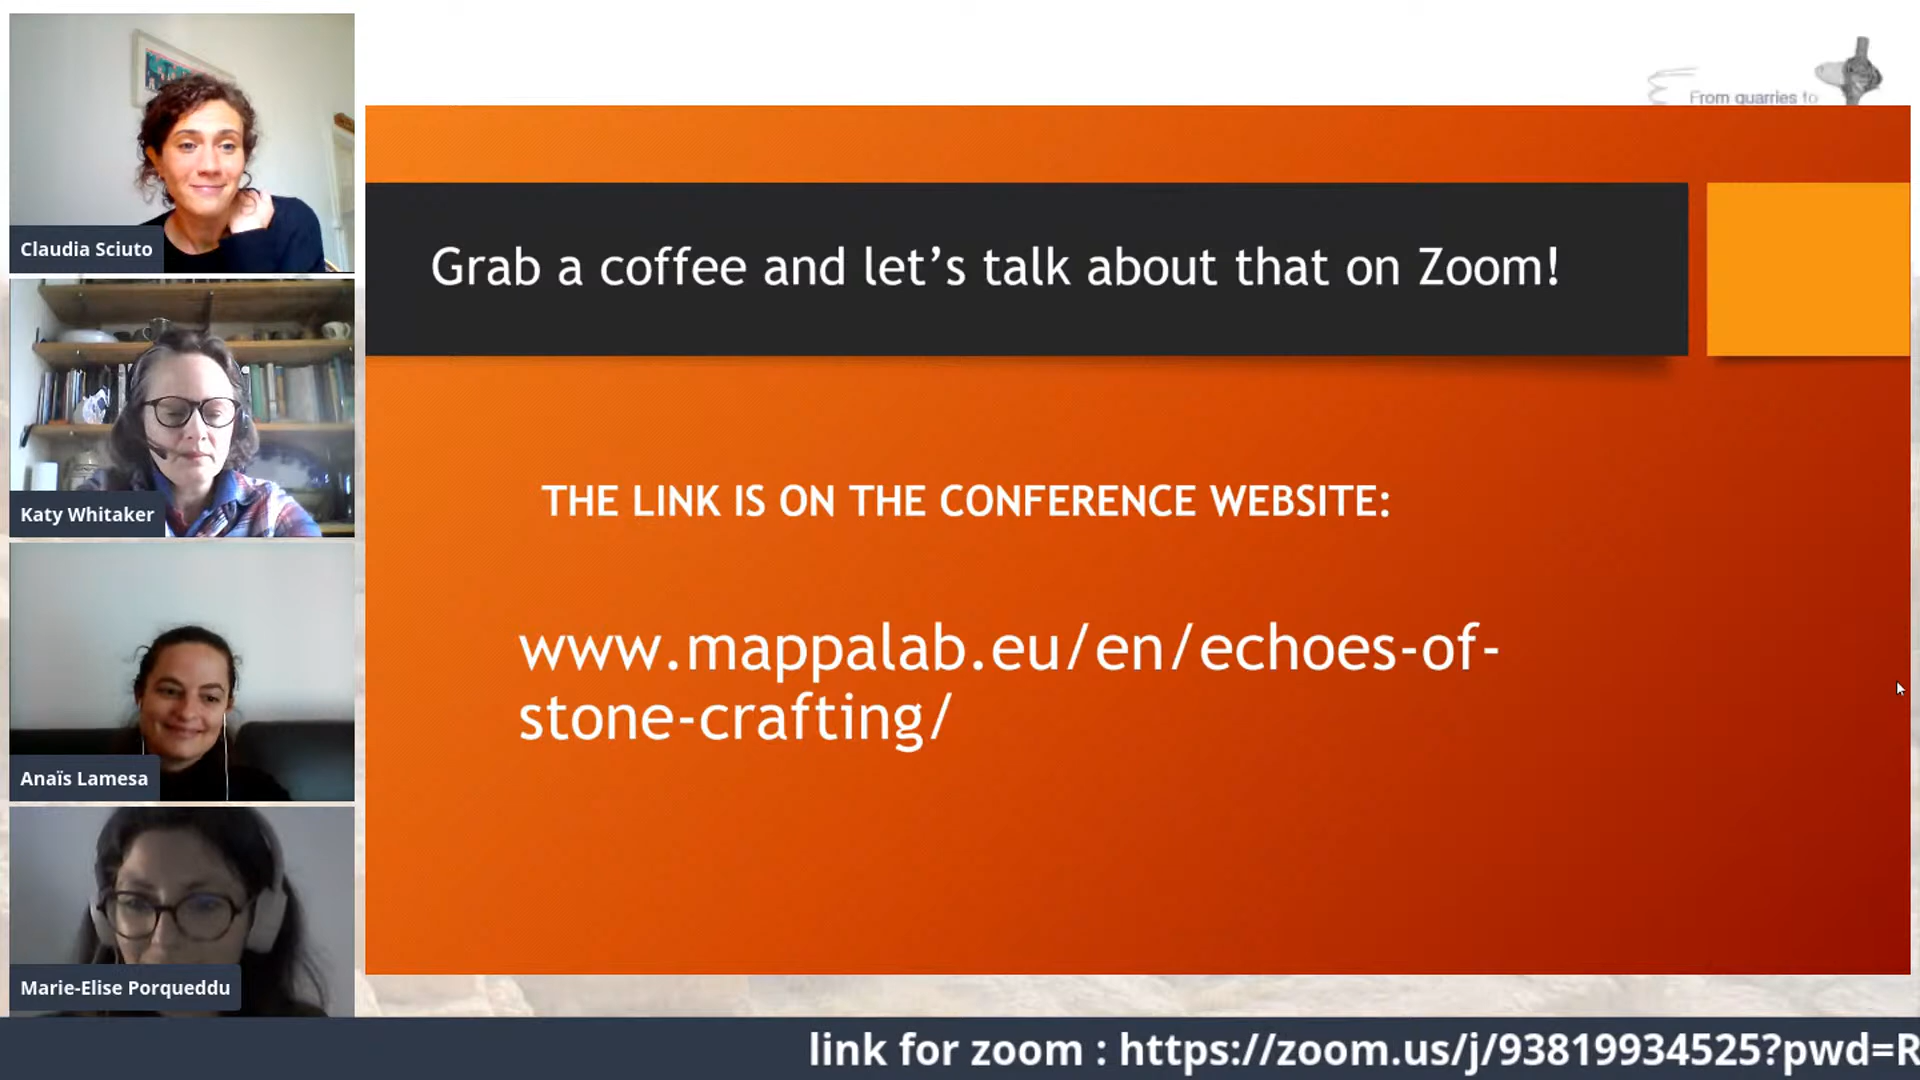 From quarries to
Grab a coffee and let’s talk about that on Zoom!
THE LINK IS ON THE CONFERENCE WEBSITE:
www.mappalab.eu/en/echoes-of-
stone-crafting/
Claudia Sciuto
Katy Whitaker
Anaïs Lamesa
Marie-Elise Porqueddu
link for zoom : https://zoom.us/j/93819934525?pwd=R